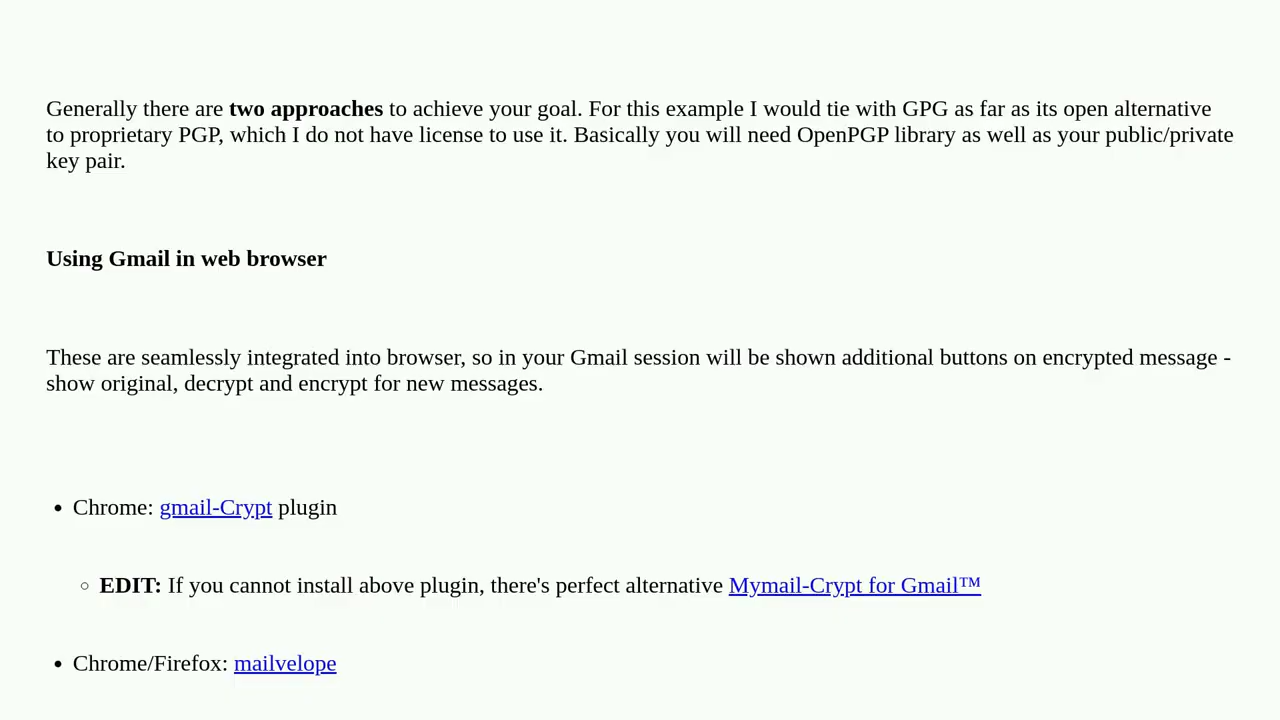 Generally there are two approaches to achieve your goal. For this example I would tie with GPG as far as its open alternative
to proprietary PGP, which I do not have license to use it. Basically you will need OpenPGP library as well as your public/private
key pair.
Using Gmail in web browser
These are seamlessly integrated into browser, so in your Gmail session will be shown additional buttons on encrypted message -
show original, decrypt and encrypt for new messages.
• Chrome: gmail-Crypt plugin
◦ EDIT: If you cannot install above plugin, there's perfect alternative Mymail-Crypt for Gmail™
• Chrome/Firefox: mailvelope